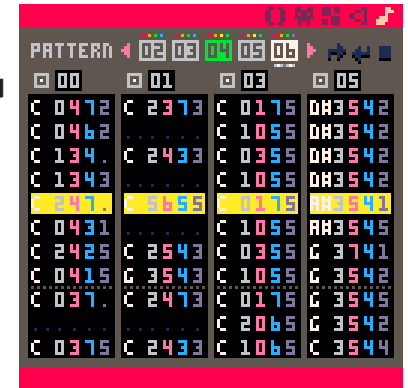 PATTERN 02 03 04 05 06
00 01 03 05
C 0472 C 2373 C 0175 D#3542
C 0462 ...... C 1055 D#3542
C 134. C 2433 C 0355 D#3542
C 1343 ...... C 1055 D#3542
C 247. C 5655 C 0175 A#3541
C 0431 ...... C 1055 A#3545
C 2425 C 2543 C 0355 G 3741
C 0415 G 3543 C 1055 G 3542
C 037. C 2473 C 0175 G 3545
...... ...... C 2065 G 3542
C 0375 C 2433 C 1065 G 3544